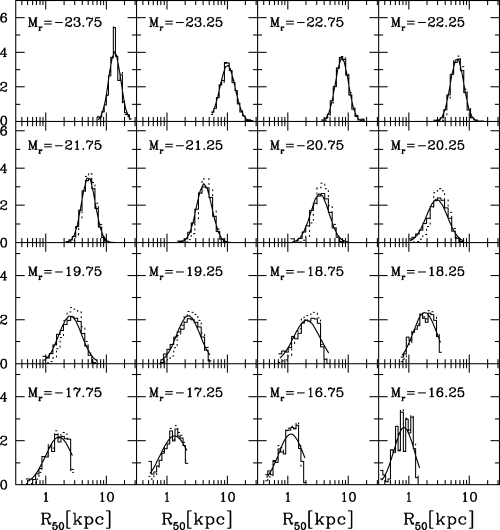 6
4
2
0
M_r=−23.75
M_r=−23.25
M_r=−22.75
M_r=−22.25
6
4
2
0
M_r=−21.75
M_r=−21.25
M_r=−20.75
M_r=−20.25
4
2
0
M_r=−19.75
M_r=−19.25
M_r=−18.75
M_r=−18.25
4
2
0
M_r=−17.75
M_r=−17.25
M_r=−16.75
M_r=−16.25
1 10 1 10 1 10 1 10
R_50[kpc] R_50[kpc] R_50[kpc] R_50[kpc]